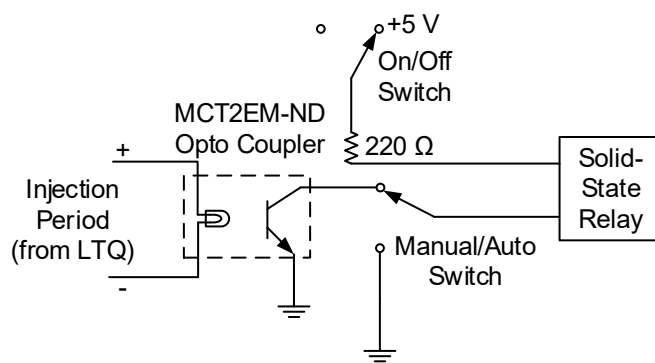 +5 V
On/Off
Switch
MCT2EM-ND
Opto Coupler
220 Ω
+
Injection
Period
(from LTQ)
-
Solid-
State
Relay
Manual/Auto
Switch